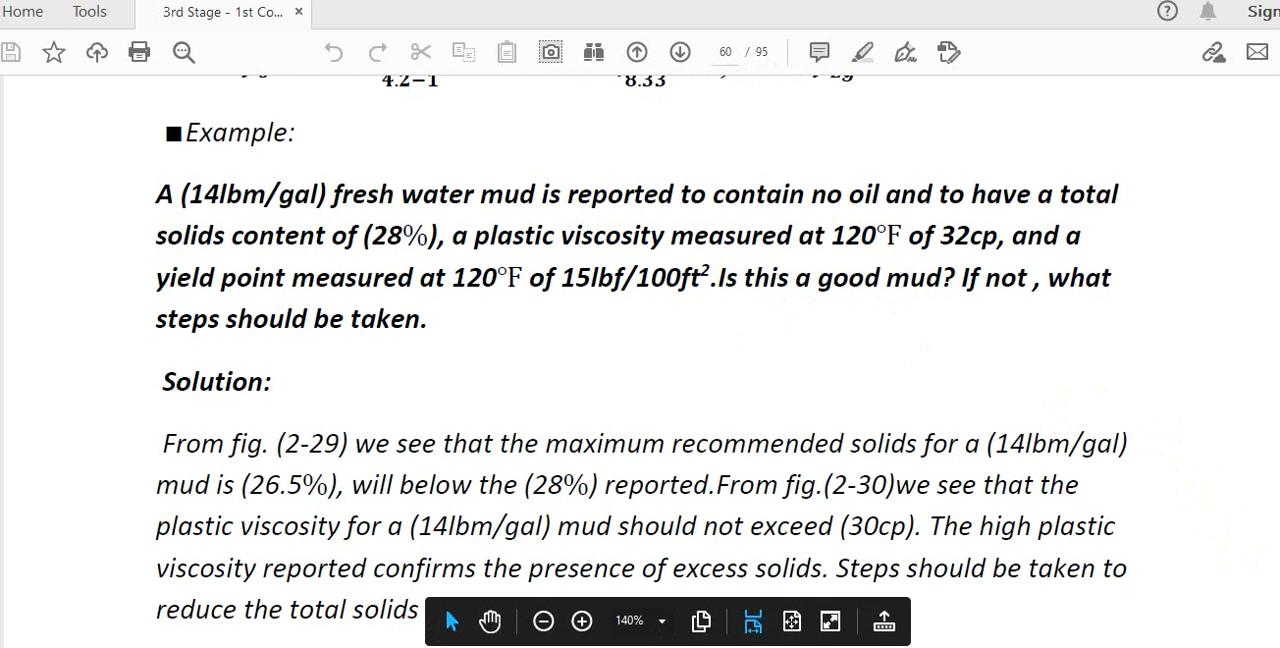 Home Tools 3rd Stage - 1st Co... × Sign
60 / 95
4.2−1 8.33
■Example:
A (14lbm/gal) fresh water mud is reported to contain no oil and to have a total
solids content of (28%), a plastic viscosity measured at 120°F of 32cp, and a
yield point measured at 120°F of 15lbf/100ft².Is this a good mud? If not , what
steps should be taken.
Solution:
From fig. (2-29) we see that the maximum recommended solids for a (14lbm/gal)
mud is (26.5%), will below the (28%) reported.From fig.(2-30)we see that the
plastic viscosity for a (14lbm/gal) mud should not exceed (30cp). The high plastic
viscosity reported confirms the presence of excess solids. Steps should be taken to
reduce the total solids
140%